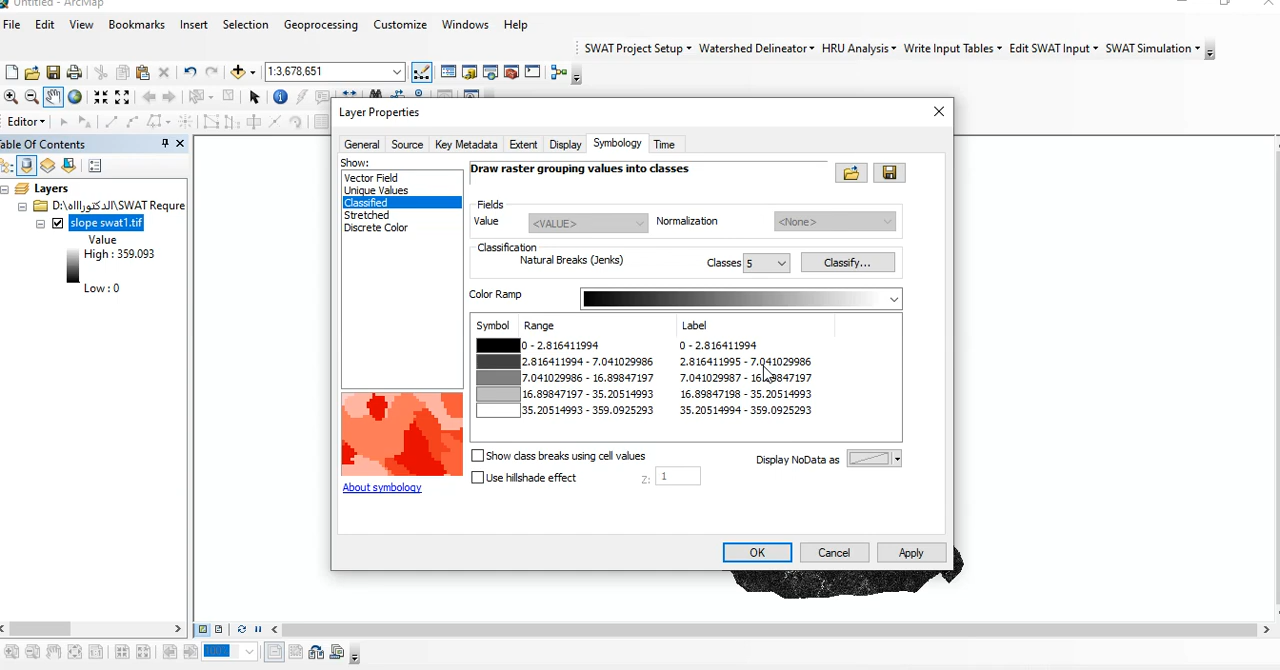 Untitled - ArcMap
File Edit View Bookmarks Insert Selection Geoprocessing Customize Windows Help
SWAT Project Setup Watershed Delineator HRU Analysis Write Input Tables Edit SWAT Input SWAT Simulation
1:3,678,651
Editor
Table Of Contents
Layers
D:\الدكتورااااه\SWAT Requre
slope swat1.tif
Value
High : 359.093
Low : 0
Layer Properties
General Source Key Metadata Extent Display Symbology Time
Show:
Vector Field
Unique Values
Classified
Stretched
Discrete Color
About symbology
Draw raster grouping values into classes
Fields
Value <VALUE> Normalization <None>
Classification
Natural Breaks (Jenks) Classes 5 Classify...
Color Ramp
Symbol Range Label
0 - 2.816411994 0 - 2.816411994
2.816411994 - 7.041029986 2.816411995 - 7.041029986
7.041029986 - 16.89847197 7.041029987 - 16.89847197
16.89847197 - 35.20514993 16.89847198 - 35.20514993
35.20514993 - 359.0925293 35.20514994 - 359.0925293
Show class breaks using cell values Display NoData as
Use hillshade effect Z: 1
OK Cancel Apply